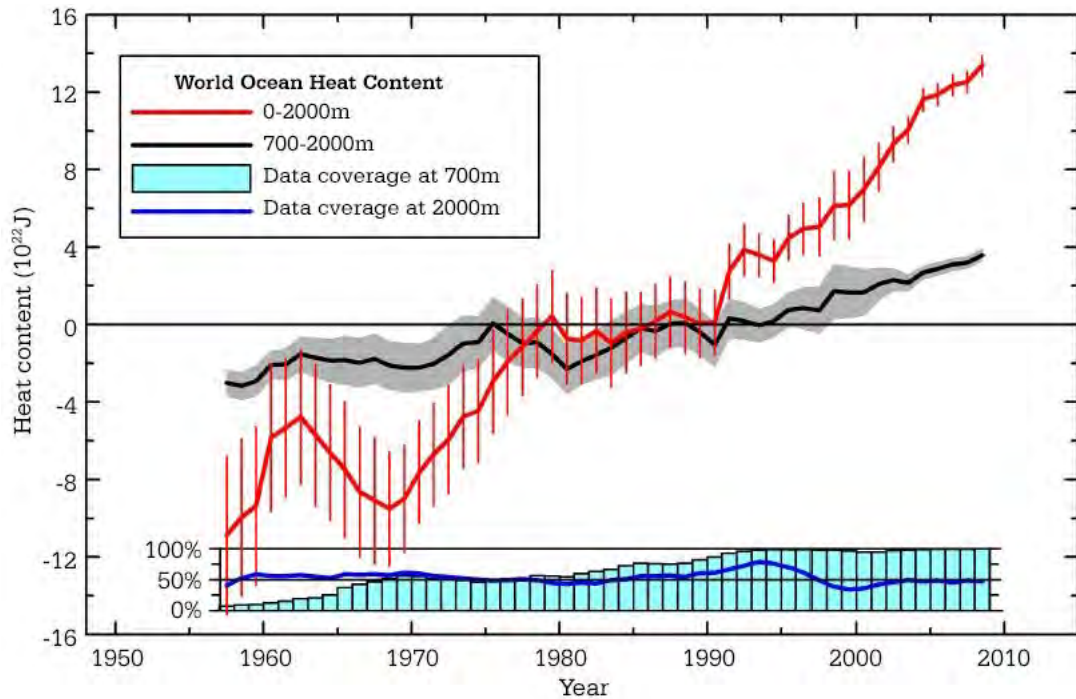 16
12
8
4
0
-4
-8
-12
-16
Heat content (10²²J)
World Ocean Heat Content
0-2000m
700-2000m
Data coverage at 700m
Data cverage at 2000m
100%
50%
0%
1950 1960 1970 1980 1990 2000 2010
Year